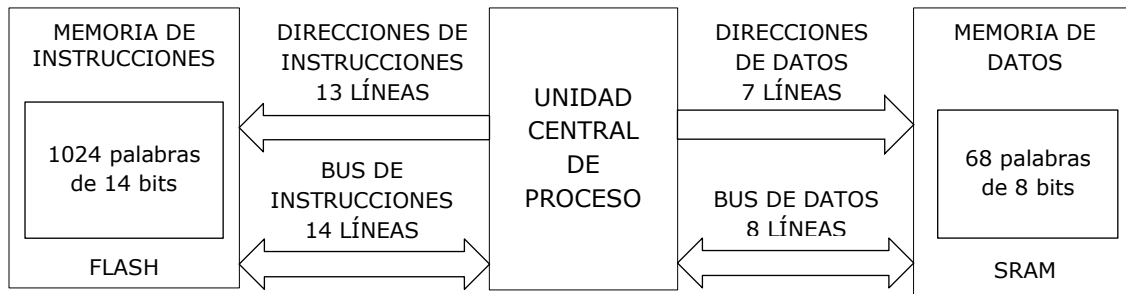 MEMORIA DE
INSTRUCCIONES
1024 palabras
de 14 bits
FLASH
DIRECCIONES DE
INSTRUCCIONES
13 LÍNEAS
BUS DE
INSTRUCCIONES
14 LÍNEAS
UNIDAD
CENTRAL
DE
PROCESO
DIRECCIONES
DE DATOS
7 LÍNEAS
BUS DE DATOS
8 LÍNEAS
MEMORIA DE
DATOS
68 palabras
de 8 bits
SRAM